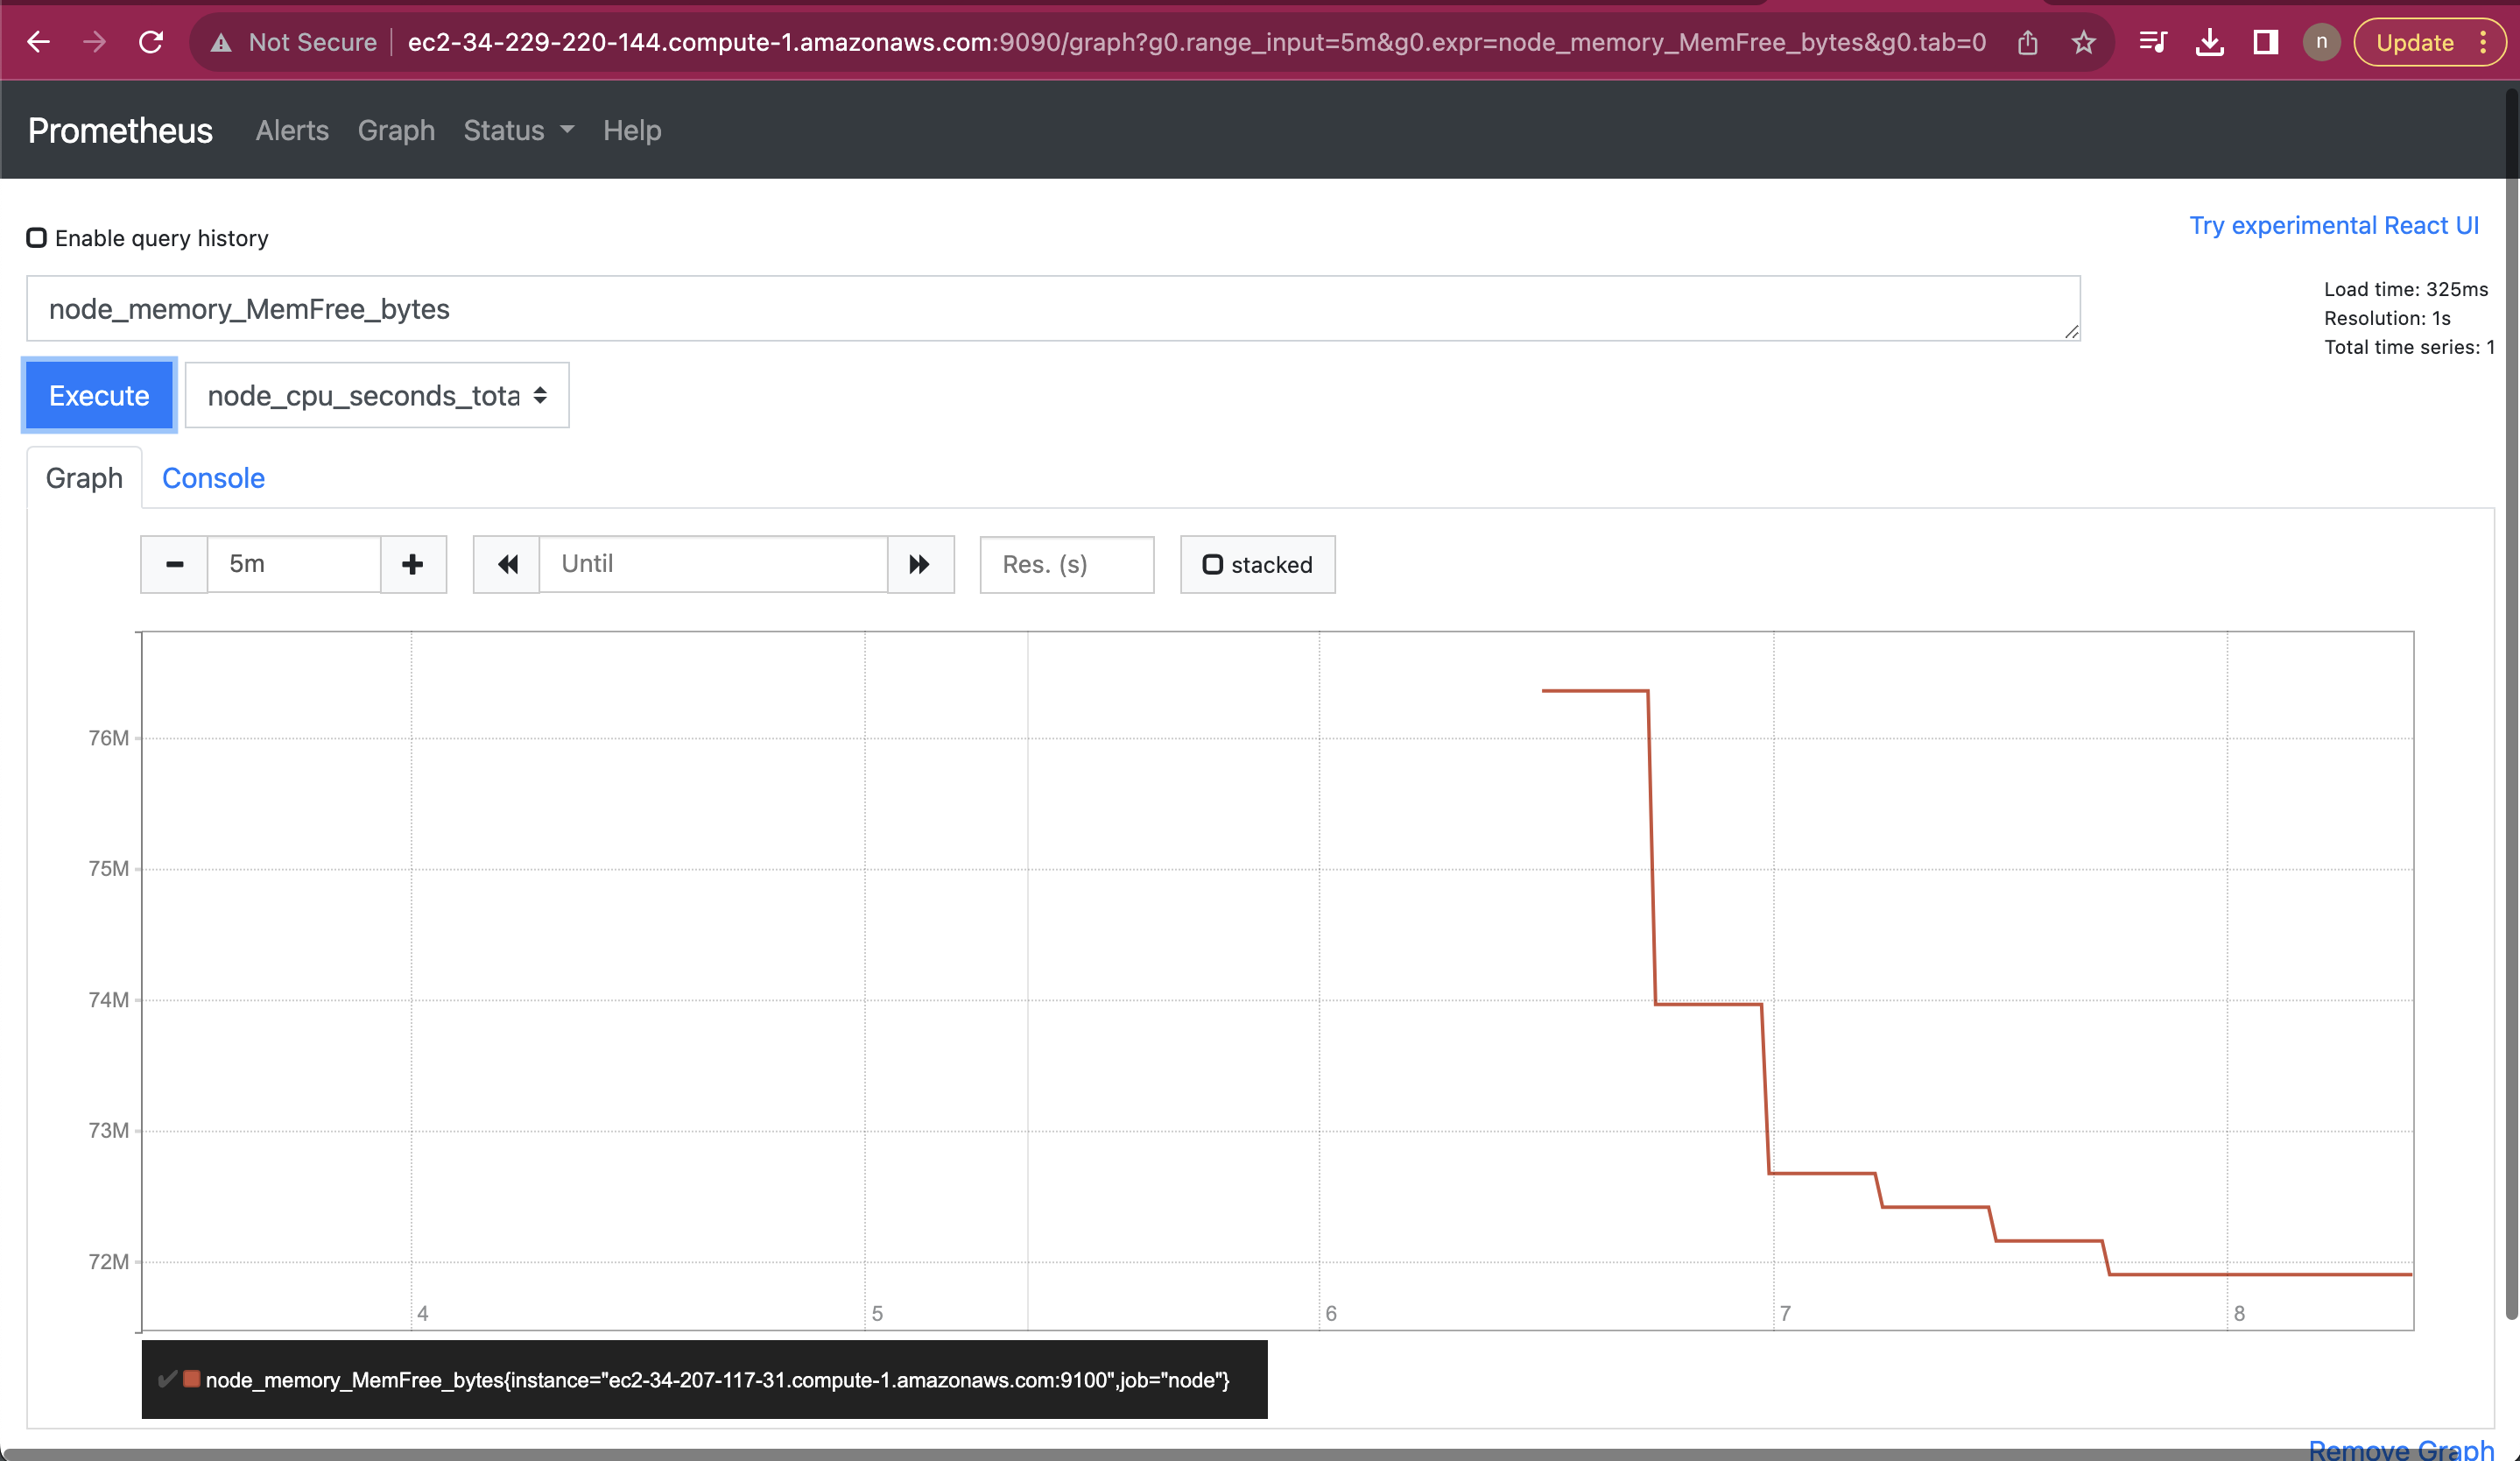 Not Secure ec2-34-229-220-144.compute-1.amazonaws.com:9090/graph?g0.range_input=5m&g0.expr=node_memory_MemFree_bytes&g0.tab=0 n Update
Prometheus Alerts Graph Status Help
Try experimental React UI
Enable query history
node_memory_MemFree_bytes
Load time: 325ms
Resolution: 1s
Total time series: 1
Execute node_cpu_seconds_tota
Graph Console
5m Until Res. (s) stacked
76M
75M
74M
73M
72M
4 5 6 7 8
node_memory_MemFree_bytes{instance="ec2-34-207-117-31.compute-1.amazonaws.com:9100",job="node"}
Remove Graph